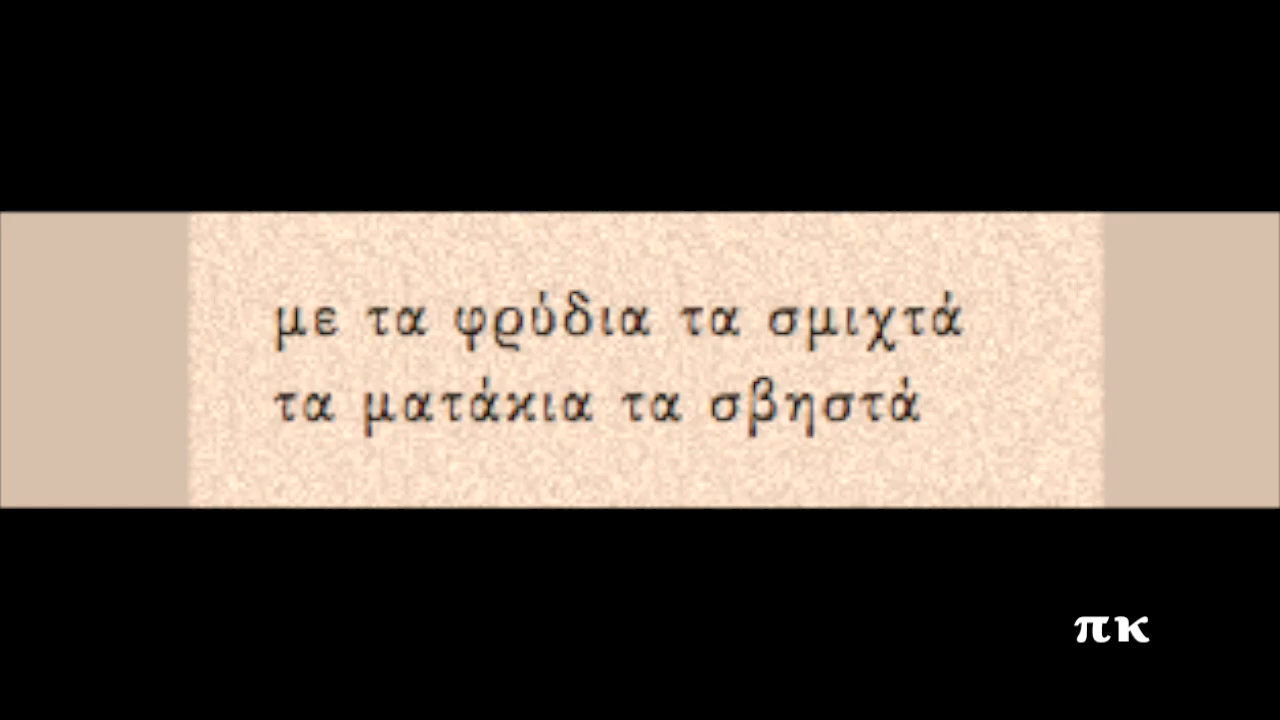 με τα φρύδια τα σμιχτά
τα ματάκια τα σβηστά
πκ